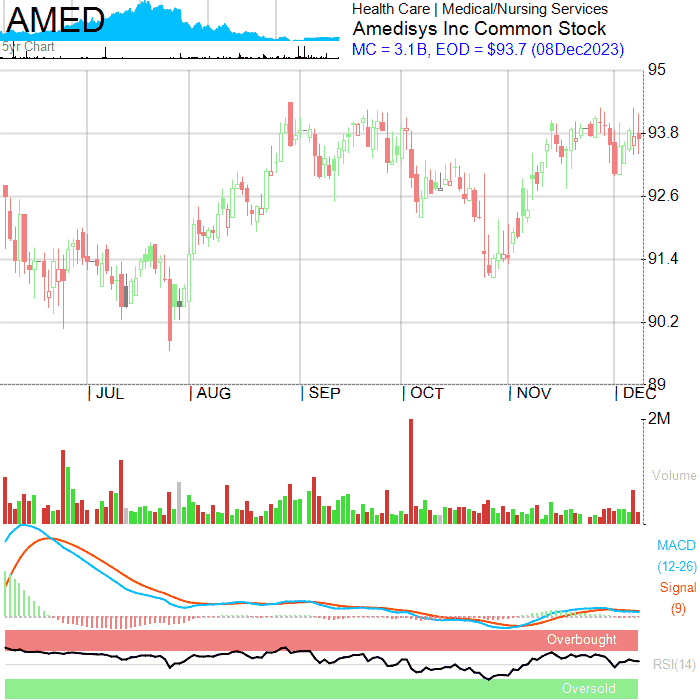 AMED
5yr Chart
Health Care | Medical/Nursing Services
Amedisys Inc Common Stock
MC = 3.1B, EOD = $93.7 (08Dec2023)
95
93.8
92.6
91.4
90.2
89
JUL AUG SEP OCT NOV DEC
2M
Volume
MACD
(12-26)
Signal
(9)
Overbought
RSI(14)
Oversold